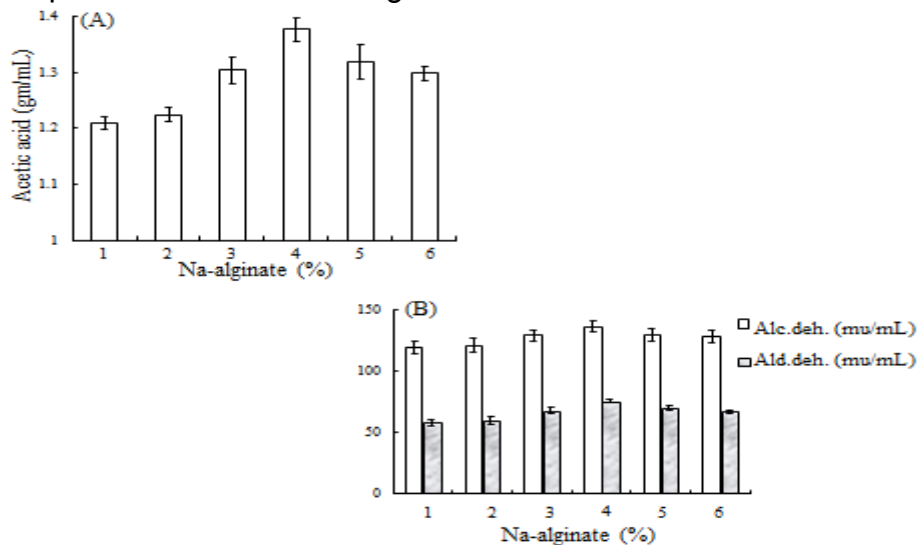 (A)
Acetic acid (gm/mL)
1.4
1.3
1.2
1.1
1
1 2 3 4 5 6
Na-alginate (%)
(B)
150
100
50
0
1 2 3 4 5 6
Na-alginate (%)
Alc.deh. (mu/mL)
Ald.deh. (mu/mL)